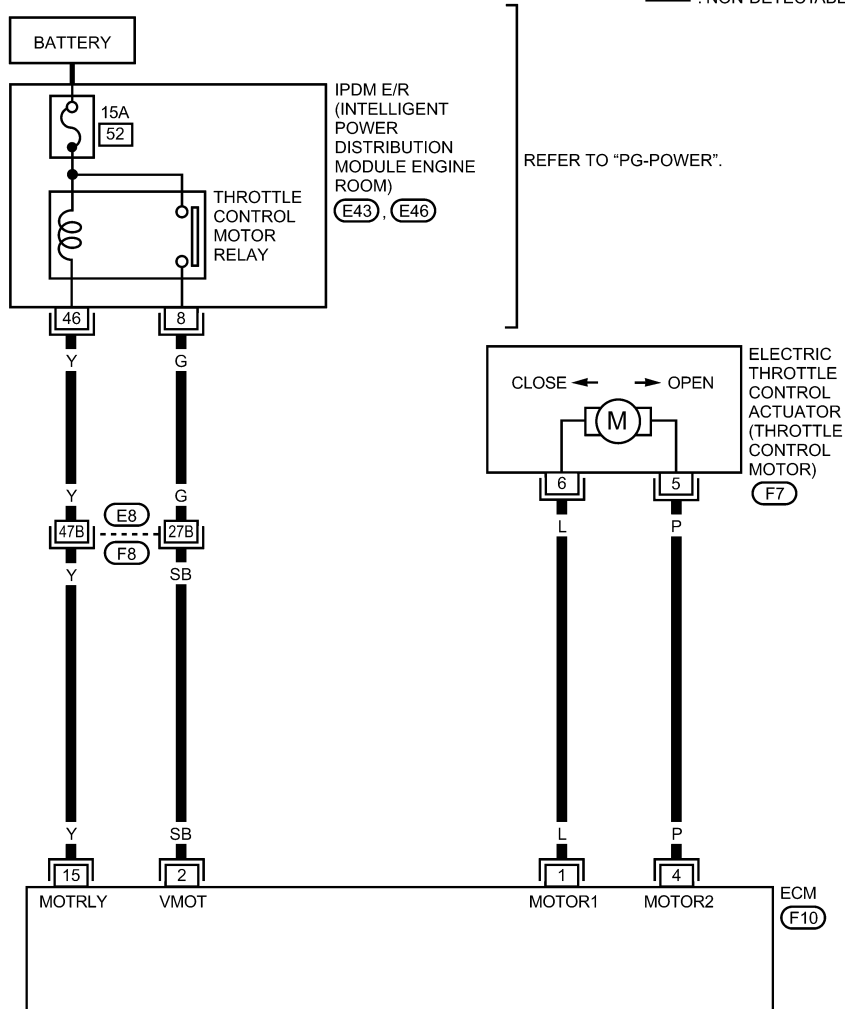 : NON-DETECTABLE
BATTERY
15A
52
IPDM E/R
(INTELLIGENT
POWER
DISTRIBUTION
MODULE ENGINE
ROOM)
E43 , E46
REFER TO “PG-POWER”.
THROTTLE
CONTROL
MOTOR
RELAY
46
8
Y
G
ELECTRIC
THROTTLE
CONTROL
ACTUATOR
(THROTTLE
CONTROL
MOTOR)
F7
CLOSE
OPEN
M
6
5
L
P
Y
G
47B
E8
F8
27B
Y
SB
Y
SB
L
P
15
2
1
4
MOTRLY
VMOT
MOTOR1
MOTOR2
ECM
F10